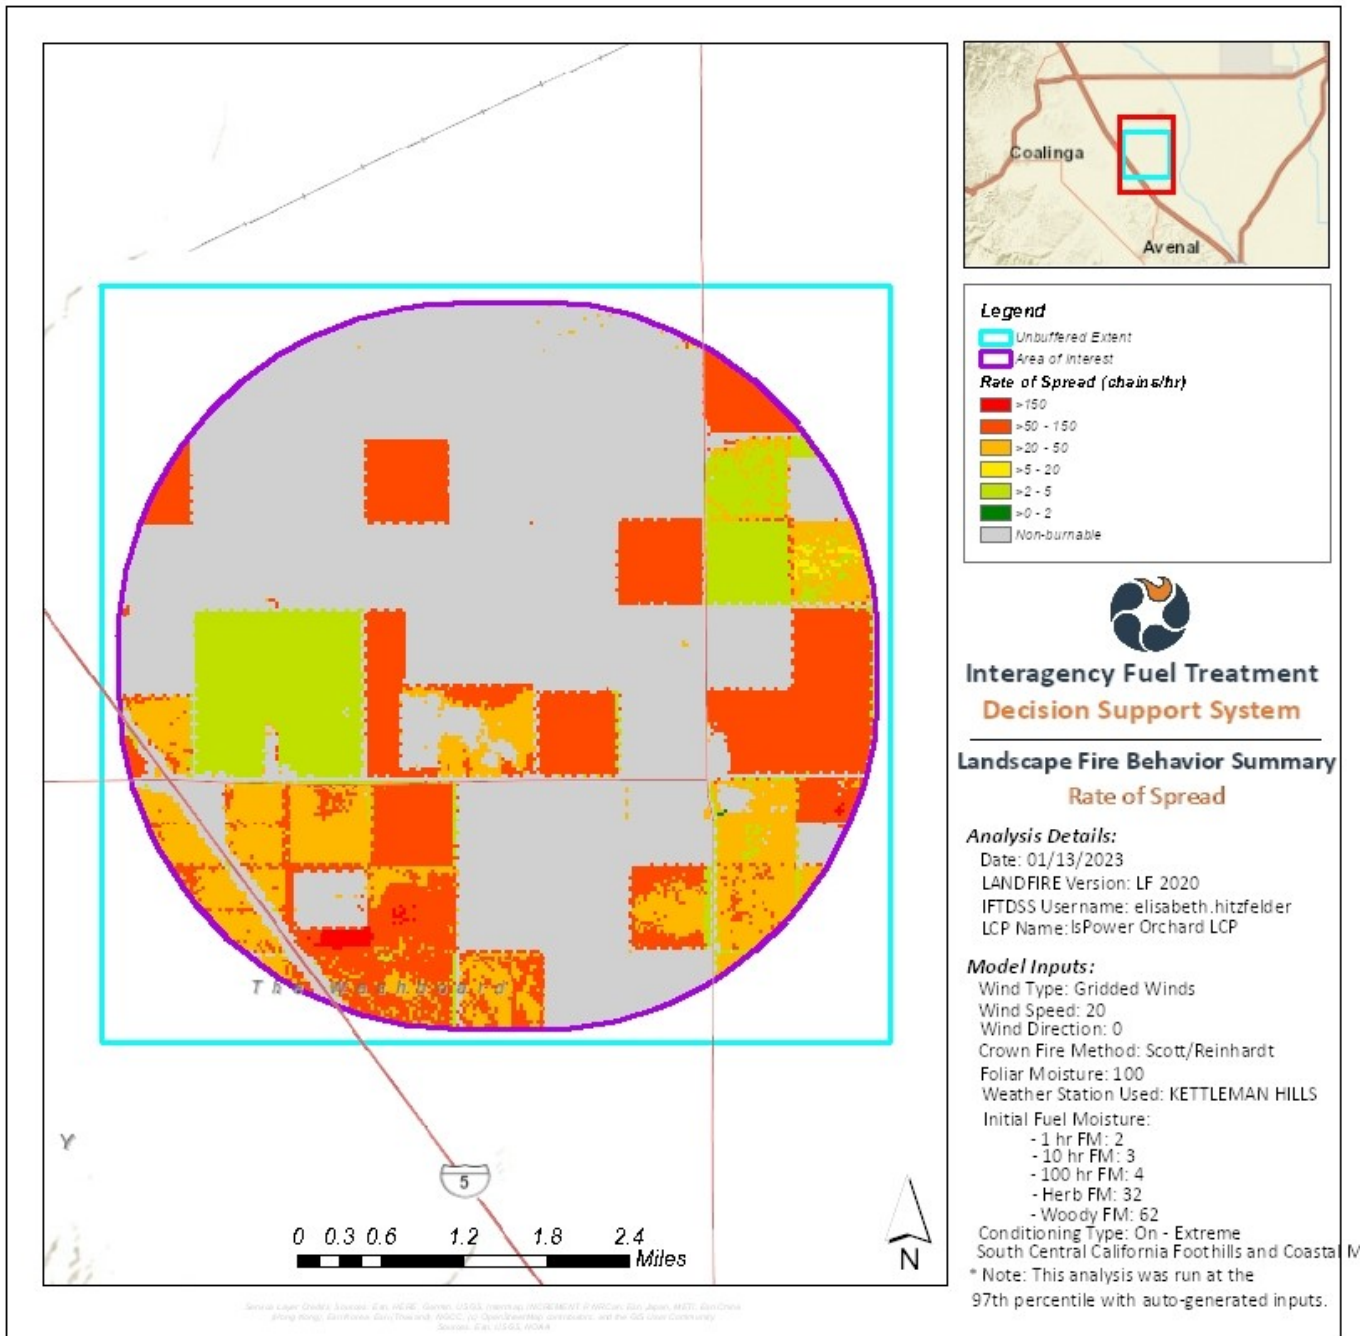 Coalinga
Avenal
Legend
Unbuffered Extent
Area of Interest
Rate of Spread (chains/hr)
>150
>50 - 150
>20 - 50
>5 - 20
>2 - 5
>0 - 2
Non-burnable
Interagency Fuel Treatment
Decision Support System
Landscape Fire Behavior Summary
Rate of Spread
Analysis Details:
Date: 01/13/2023
LANDFIRE Version: LF 2020
IFTDSS Username: elisabeth.hitzfelder
LCP Name: IsPower Orchard LCP
Model Inputs:
Wind Type: Gridded Winds
Wind Speed: 20
Wind Direction: 0
Crown Fire Method: Scott/Reinhardt
Foliar Moisture: 100
Weather Station Used: KETTLEMAN HILLS
Initial Fuel Moisture:
- 1 hr FM: 2
- 10 hr FM: 3
- 100 hr FM: 4
- Herb FM: 32
- Woody FM: 62
Conditioning Type: On - Extreme
South Central California Foothills and Coastal M
* Note: This analysis was run at the
97th percentile with auto-generated inputs.
The Washboard
Y
5
0 0.3 0.6 1.2 1.8 2.4
Miles
N